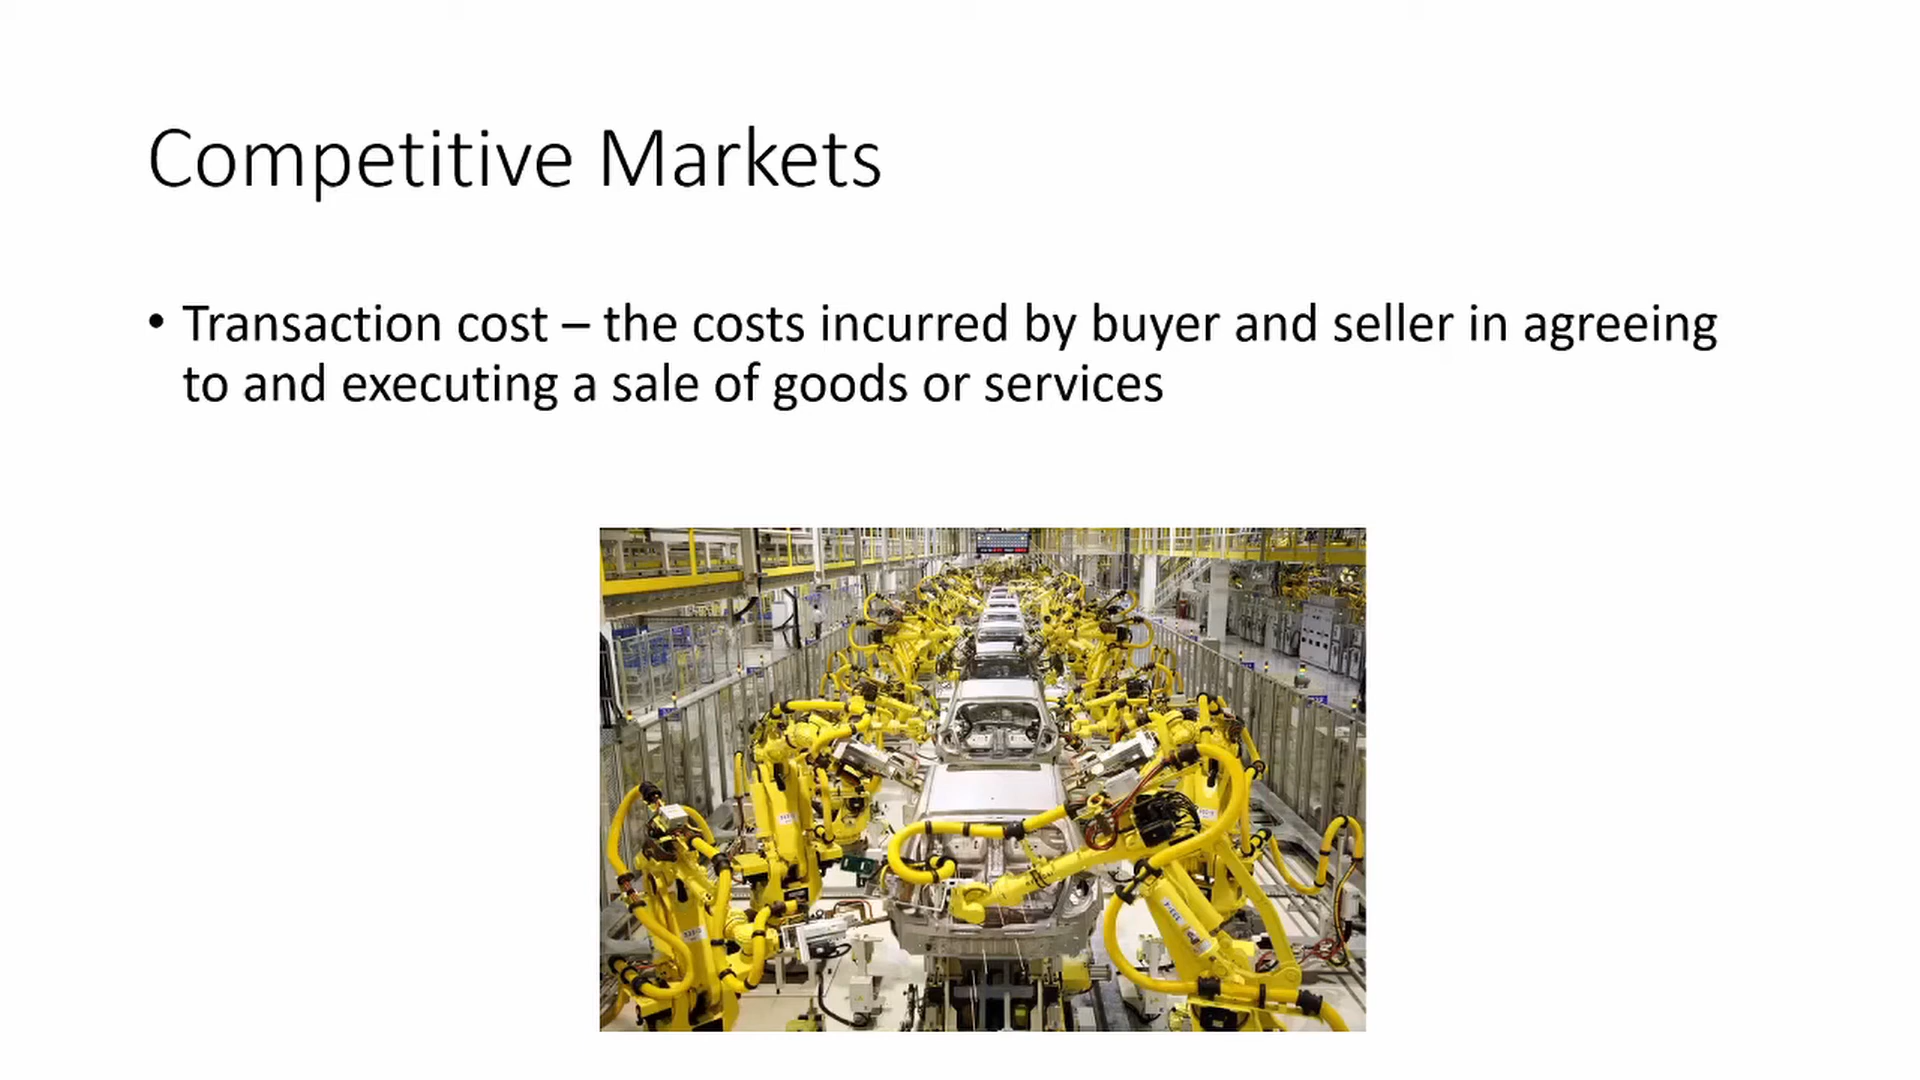 Competitive Markets
• Transaction cost – the costs incurred by buyer and seller in agreeing
to and executing a sale of goods or services